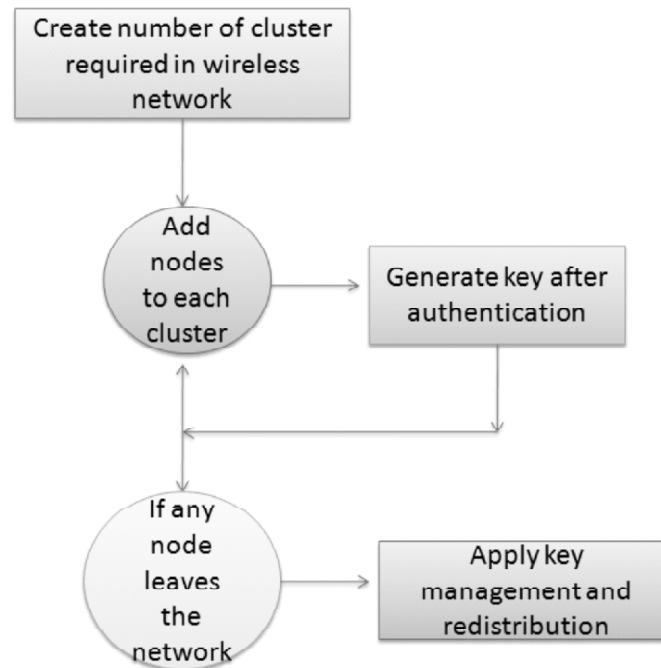 Create number of cluster
required in wireless
network
Add
nodes
to each
cluster
Generate key after
authentication
If any
node
leaves
the
network
Apply key
management and
redistribution